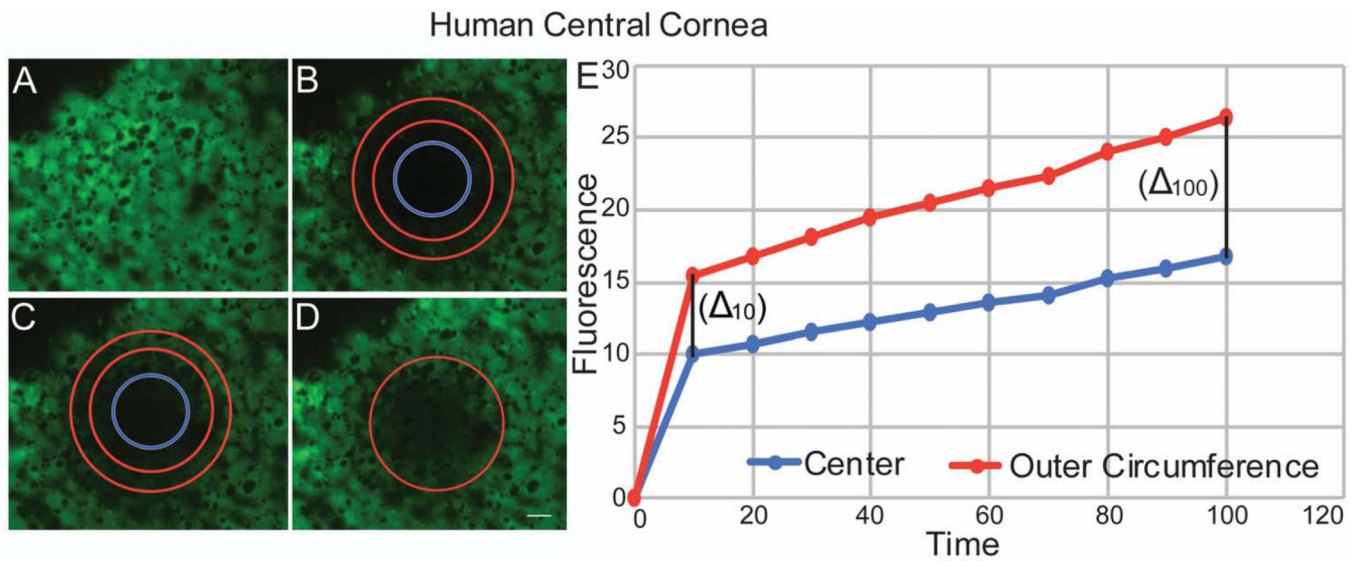 Human Central Cornea
A
B
C
D
E
Fluorescence
30
25
20
15
10
5
0
(Δ10)
(Δ100)
Center
Outer Circumference
0 20 40 60 80 100 120
Time